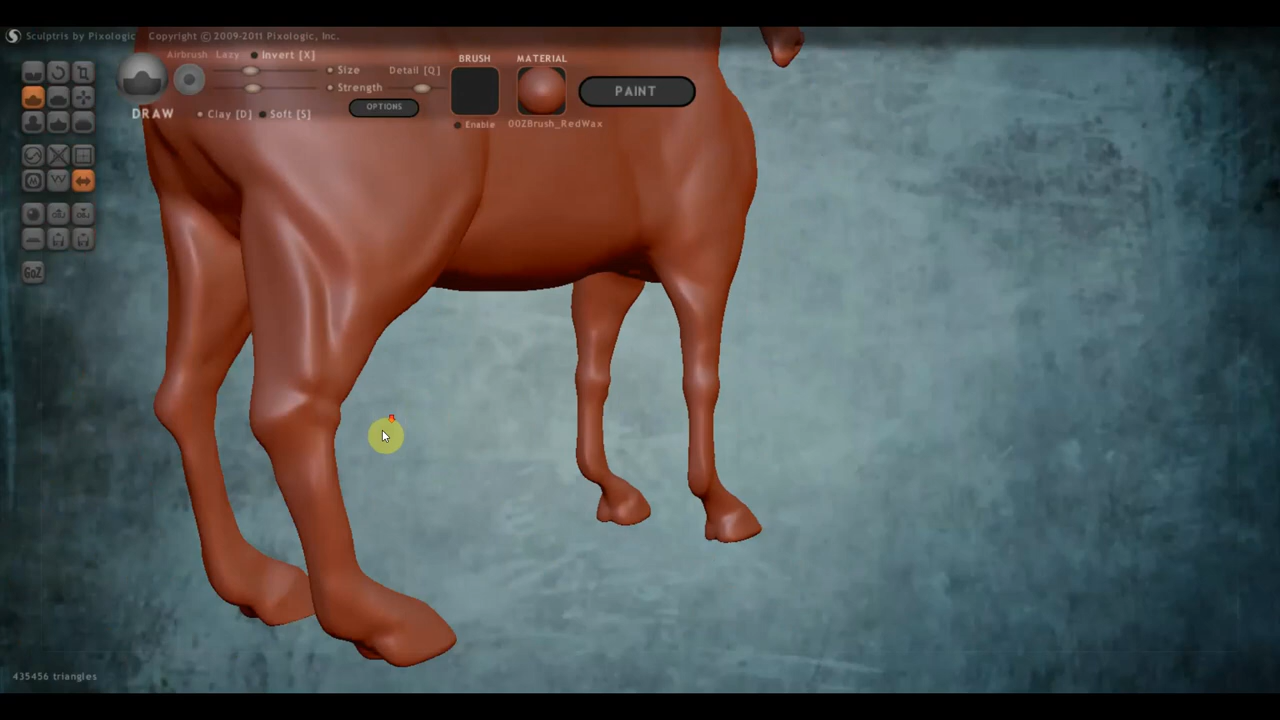 Sculptris by Pixologic Copyright © 2009-2011 Pixologic, Inc.
Airbrush Lazy Invert [X]
Size Detail [Q]
Strength
OPTIONS
DRAW Clay [D] Soft [S]
BRUSH
Enable
MATERIAL
00ZBrush_RedWax
PAINT
GoZ
435456 triangles